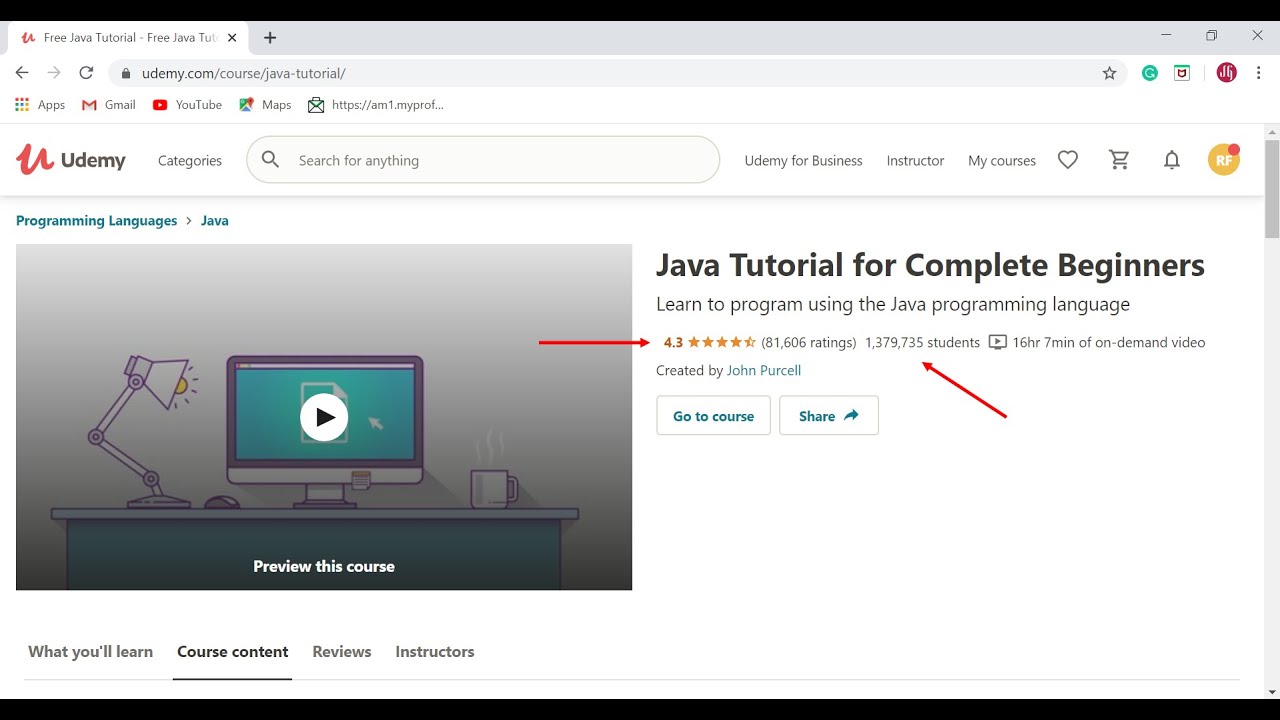 Free Java Tutorial - Free Java Tuto
udemy.com/course/java-tutorial/
Apps Gmail YouTube Maps https://am1.myprof...
Udemy Categories Search for anything Udemy for Business Instructor My courses RF
Programming Languages > Java
Java Tutorial for Complete Beginners
Learn to program using the Java programming language
4.3 (81,606 ratings) 1,379,735 students 16hr 7min of on-demand video
Created by John Purcell
Go to course Share
Preview this course
What you'll learn Course content Reviews Instructors